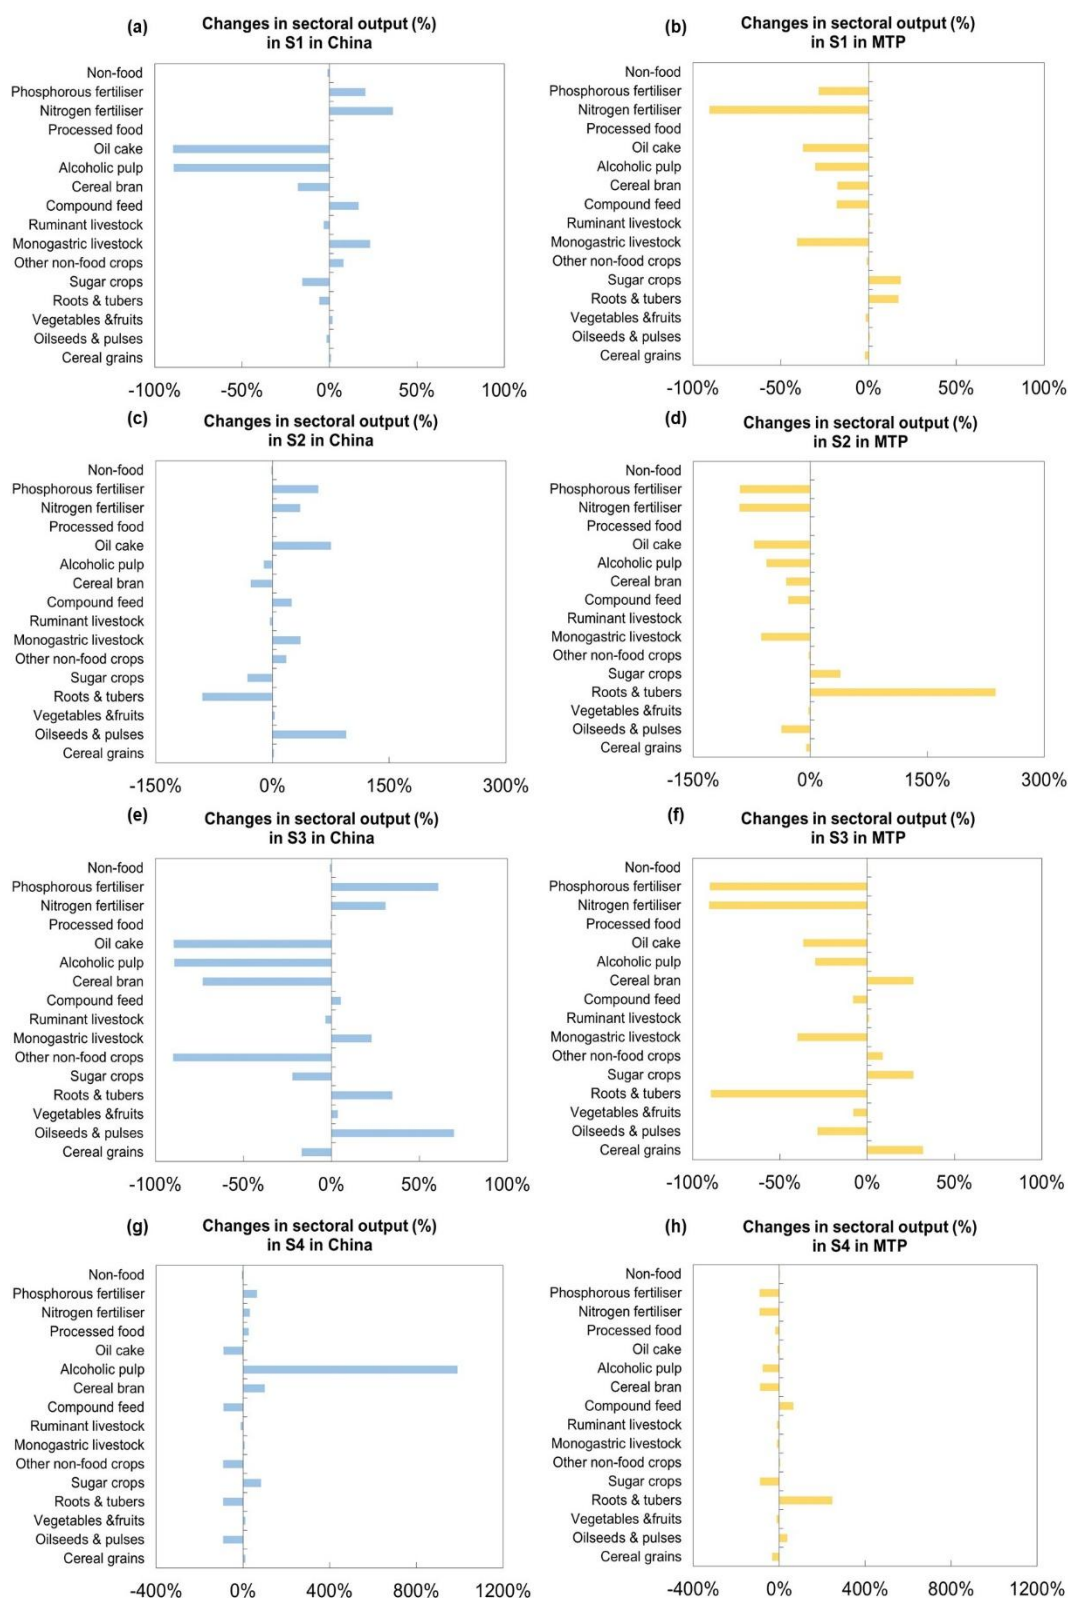 (a)
Changes in sectoral output (%)
in S1 in China
Non-food
Phosphorous fertiliser
Nitrogen fertiliser
Processed food
Oil cake
Alcoholic pulp
Cereal bran
Compound feed
Ruminant livestock
Monogastric livestock
Other non-food crops
Sugar crops
Roots & tubers
Vegetables &fruits
Oilseeds & pulses
Cereal grains
-100% -50% 0% 50% 100%
(b)
Changes in sectoral output (%)
in S1 in MTP
Non-food
Phosphorous fertiliser
Nitrogen fertiliser
Processed food
Oil cake
Alcoholic pulp
Cereal bran
Compound feed
Ruminant livestock
Monogastric livestock
Other non-food crops
Sugar crops
Roots & tubers
Vegetables &fruits
Oilseeds & pulses
Cereal grains
-100% -50% 0% 50% 100%
(c)
Changes in sectoral output (%)
in S2 in China
Non-food
Phosphorous fertiliser
Nitrogen fertiliser
Processed food
Oil cake
Alcoholic pulp
Cereal bran
Compound feed
Ruminant livestock
Monogastric livestock
Other non-food crops
Sugar crops
Roots & tubers
Vegetables &fruits
Oilseeds & pulses
Cereal grains
-150% 0% 150% 300%
(d)
Changes in sectoral output (%)
in S2 in MTP
Non-food
Phosphorous fertiliser
Nitrogen fertiliser
Processed food
Oil cake
Alcoholic pulp
Cereal bran
Compound feed
Ruminant livestock
Monogastric livestock
Other non-food crops
Sugar crops
Roots & tubers
Vegetables &fruits
Oilseeds & pulses
Cereal grains
-150% 0% 150% 300%
(e)
Changes in sectoral output (%)
in S3 in China
Non-food
Phosphorous fertiliser
Nitrogen fertiliser
Processed food
Oil cake
Alcoholic pulp
Cereal bran
Compound feed
Ruminant livestock
Monogastric livestock
Other non-food crops
Sugar crops
Roots & tubers
Vegetables &fruits
Oilseeds & pulses
Cereal grains
-100% -50% 0% 50% 100%
(f)
Changes in sectoral output (%)
in S3 in MTP
Non-food
Phosphorous fertiliser
Nitrogen fertiliser
Processed food
Oil cake
Alcoholic pulp
Cereal bran
Compound feed
Ruminant livestock
Monogastric livestock
Other non-food crops
Sugar crops
Roots & tubers
Vegetables &fruits
Oilseeds & pulses
Cereal grains
-100% -50% 0% 50% 100%
(g)
Changes in sectoral output (%)
in S4 in China
Non-food
Phosphorous fertiliser
Nitrogen fertiliser
Processed food
Oil cake
Alcoholic pulp
Cereal bran
Compound feed
Ruminant livestock
Monogastric livestock
Other non-food crops
Sugar crops
Roots & tubers
Vegetables &fruits
Oilseeds & pulses
Cereal grains
-400% 0% 400% 800% 1200%
(h)
Changes in sectoral output (%)
in S4 in MTP
Non-food
Phosphorous fertiliser
Nitrogen fertiliser
Processed food
Oil cake
Alcoholic pulp
Cereal bran
Compound feed
Ruminant livestock
Monogastric livestock
Other non-food crops
Sugar crops
Roots & tubers
Vegetables &fruits
Oilseeds & pulses
Cereal grains
-400% 0% 400% 800% 1200%